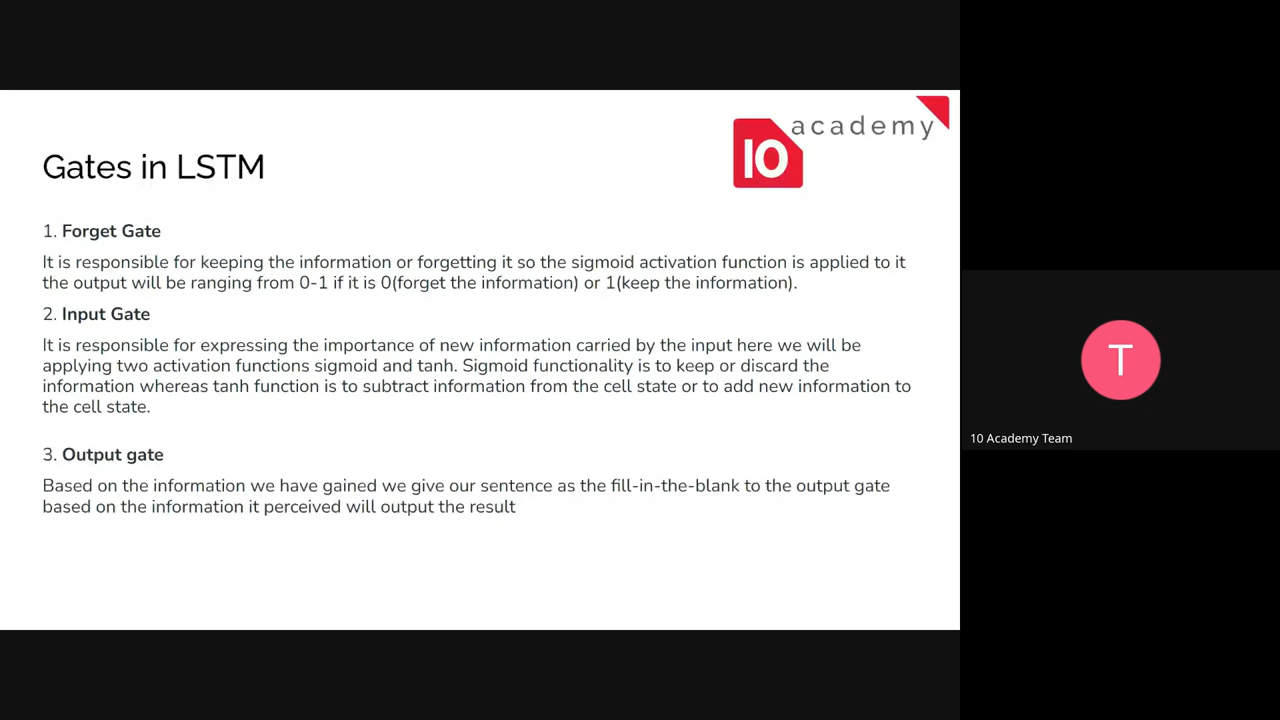 10 academy
Gates in LSTM
1. Forget Gate
It is responsible for keeping the information or forgetting it so the sigmoid activation function is applied to it
the output will be ranging from 0-1 if it is 0(forget the information) or 1(keep the information).
2. Input Gate
It is responsible for expressing the importance of new information carried by the input here we will be
applying two activation functions sigmoid and tanh. Sigmoid functionality is to keep or discard the
information whereas tanh function is to subtract information from the cell state or to add new information to
the cell state.
3. Output gate
Based on the information we have gained we give our sentence as the fill-in-the-blank to the output gate
based on the information it perceived will output the result
T
10 Academy Team